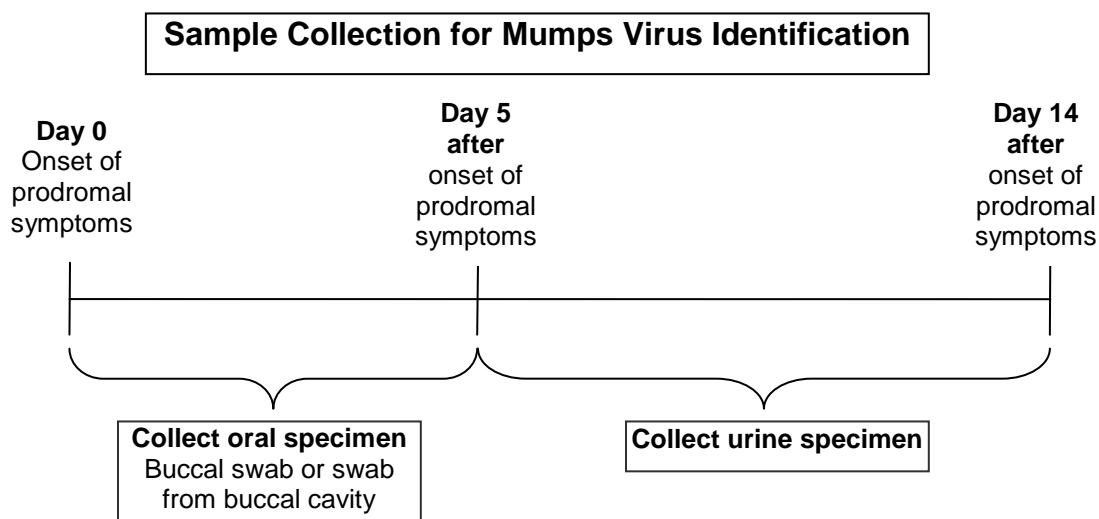 Sample Collection for Mumps Virus Identification
Day 0
Onset of
prodromal
symptoms
Day 5
after
onset of
prodromal
symptoms
Day 14
after
onset of
prodromal
symptoms
Collect oral specimen
Buccal swab or swab
from buccal cavity
Collect urine specimen